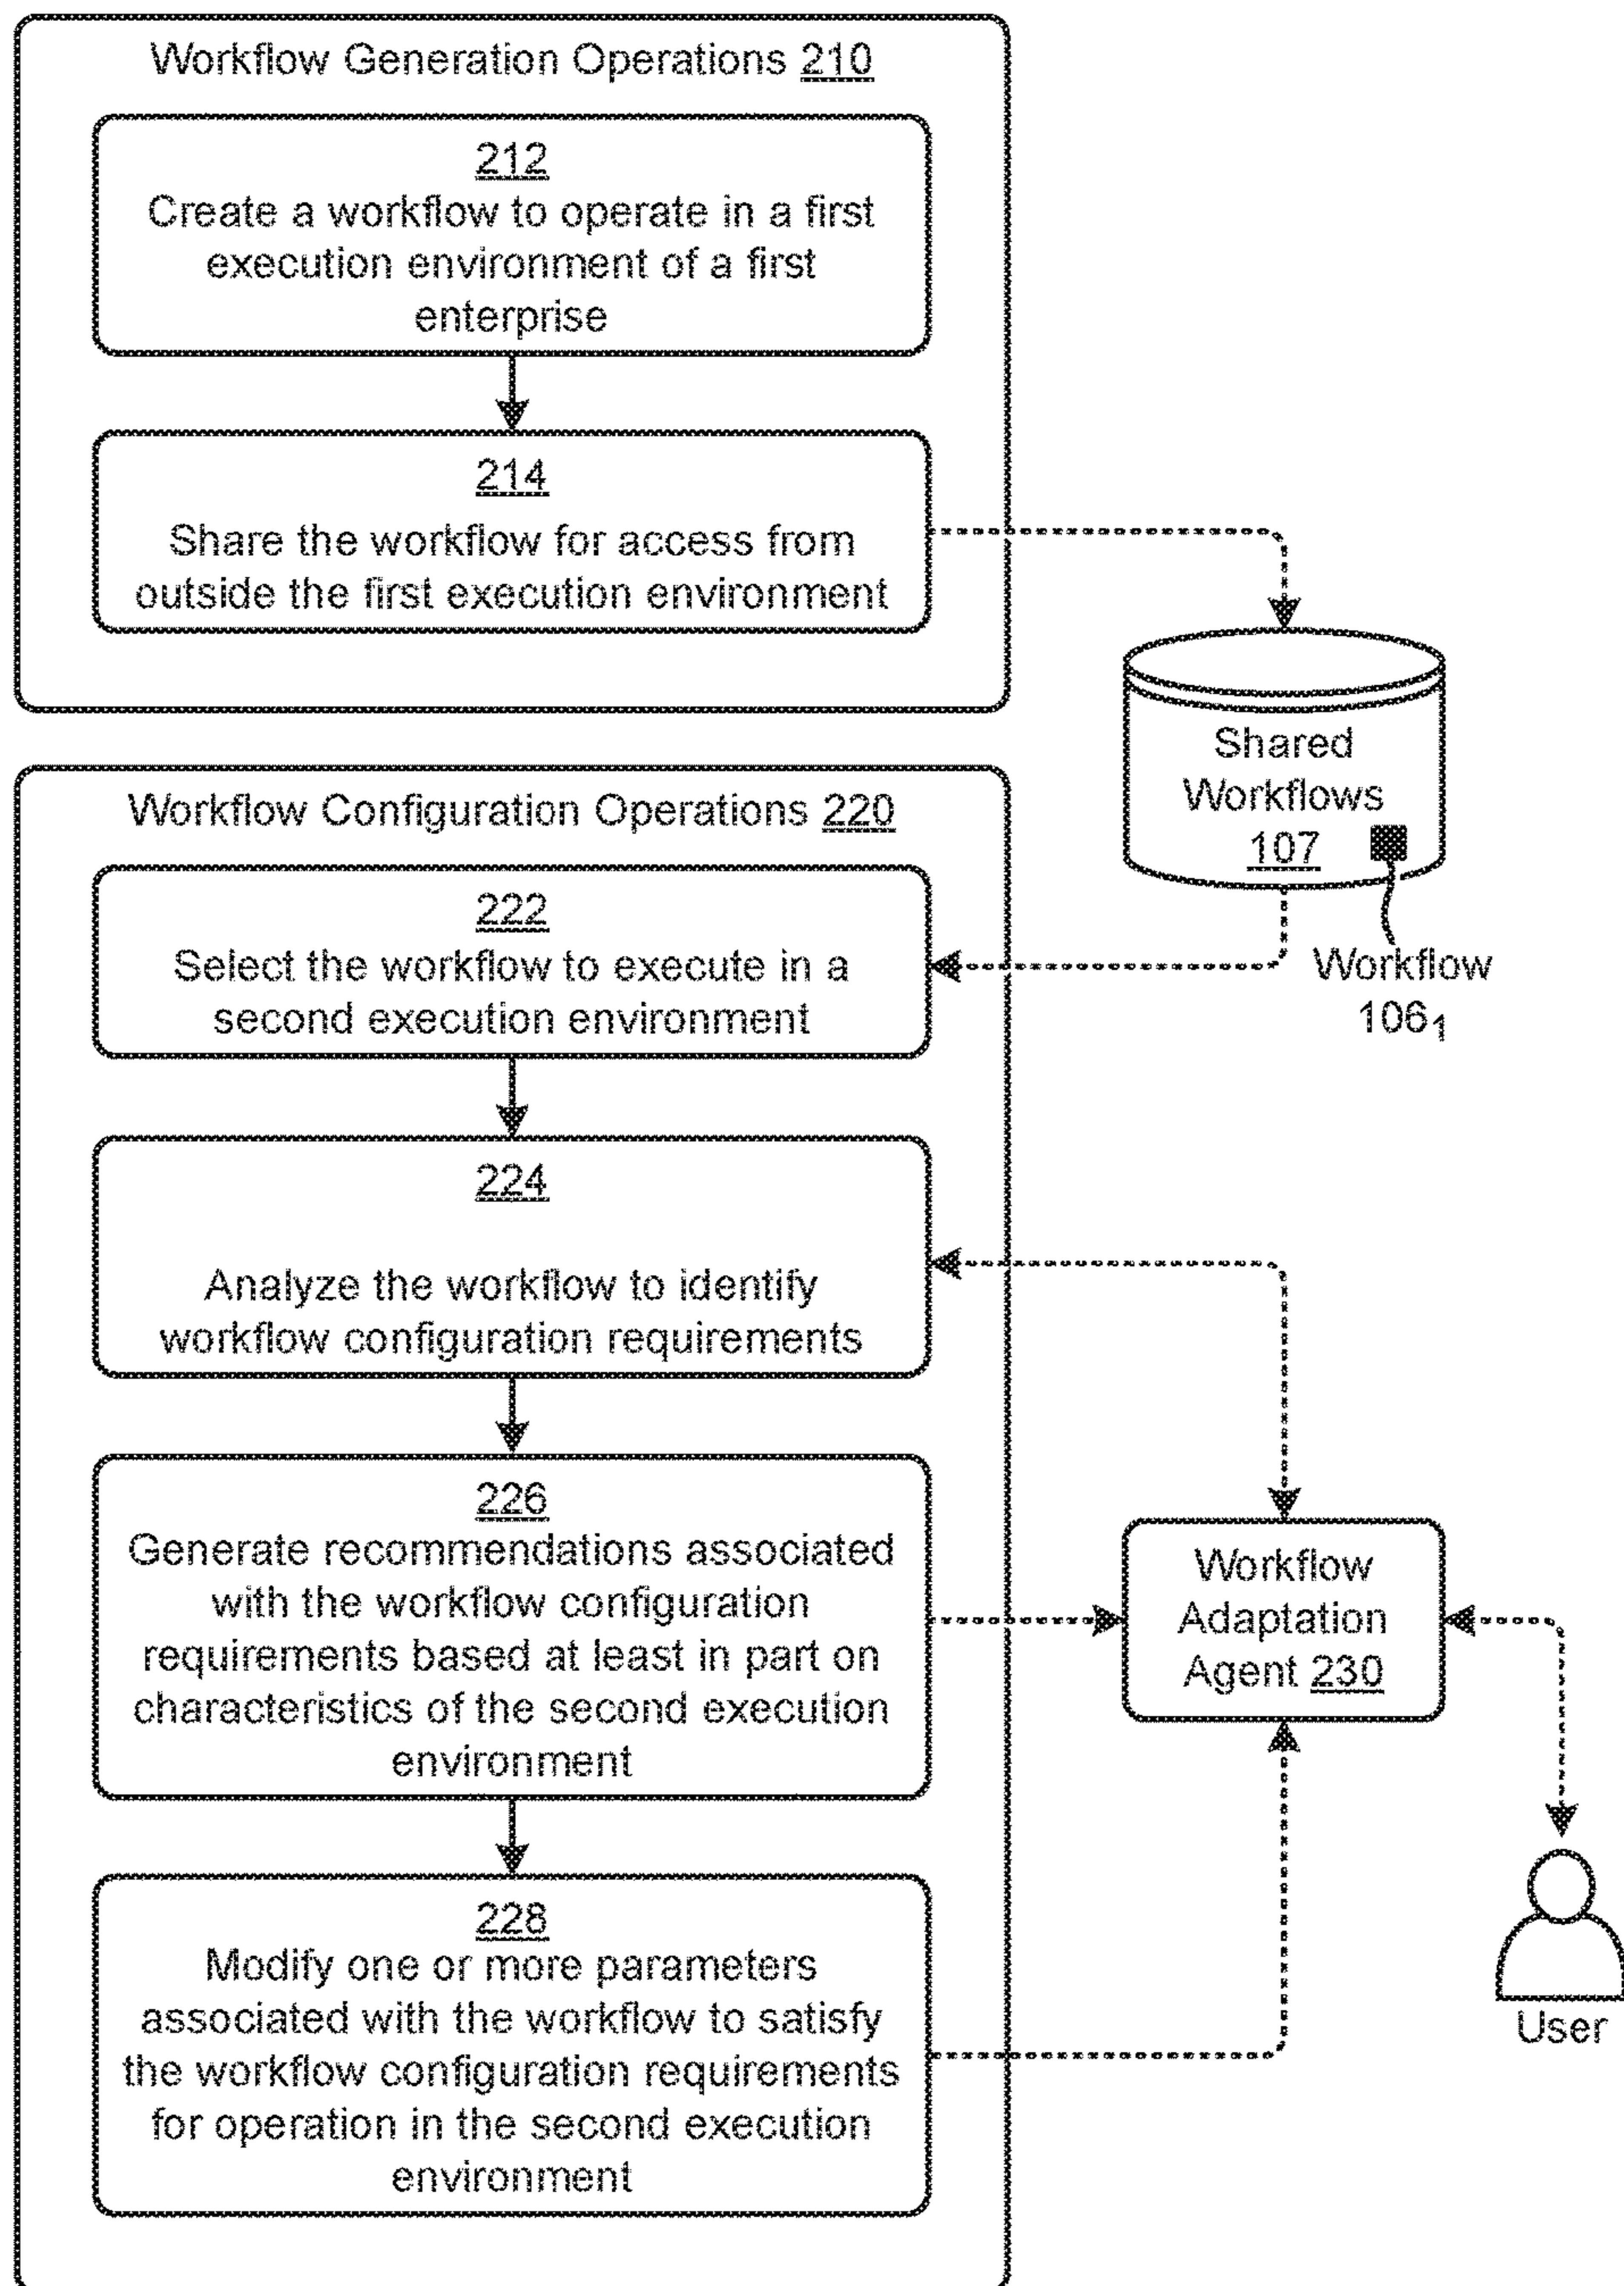 Workflow Generation Operations 210
212
Create a workflow to operate in a first
execution environment of a first
enterprise
214
Share the workflow for access from
outside the first execution environment
Shared
Workflows
107
Workflow
106₁
Workflow Configuration Operations 220
222
Select the workflow to execute in a
second execution environment
224
Analyze the workflow to identify
workflow configuration requirements
226
Generate recommendations associated
with the workflow configuration
requirements based at least in part on
characteristics of the second execution
environment
Workflow
Adaptation
Agent 230
228
Modify one or more parameters
associated with the workflow to satisfy
the workflow configuration requirements
for operation in the second execution
environment
User